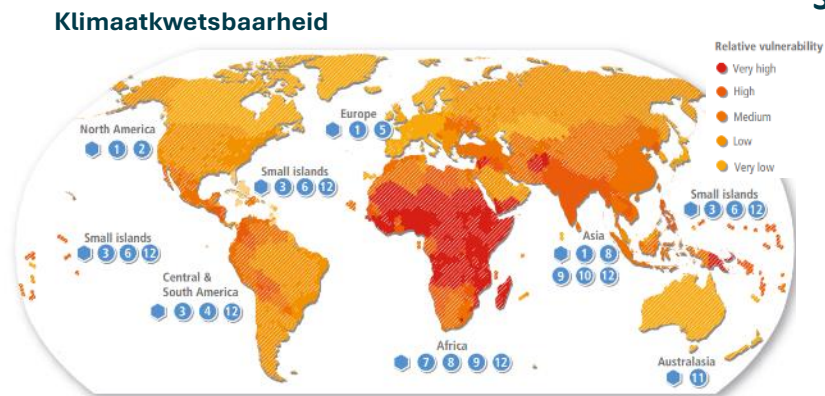 Klimaatkwetsbaarheid
Relative vulnerability
Very high
High
Medium
Low
Very low
North America
1 2
Europe
1 5
Small islands
3 6 12
Small islands
3 6 12
Small islands
3 6 12
Asia
1 8
9 10 12
Central &
South America
3 4 12
Africa
7 8 9 12
Australasia
11